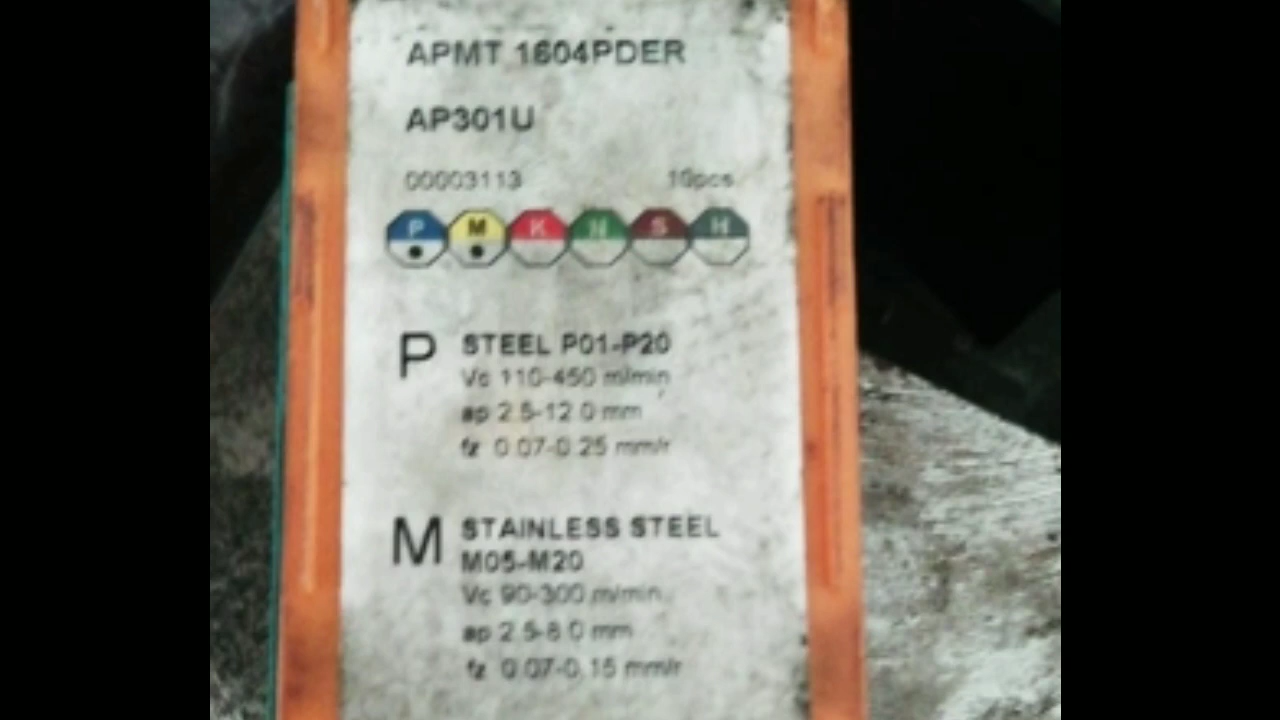 APMT 1604PDER
AP301U
00003113 10pcs
P M K N S H
P STEEL P01-P20
Vc 110-450 m/min
ap 2.5-12.0 mm
fz 0.07-0.25 mm/r
M STAINLESS STEEL
M05-M20
Vc 90-300 m/min
ap 2.5-8.0 mm
fz 0.07-0.15 mm/r